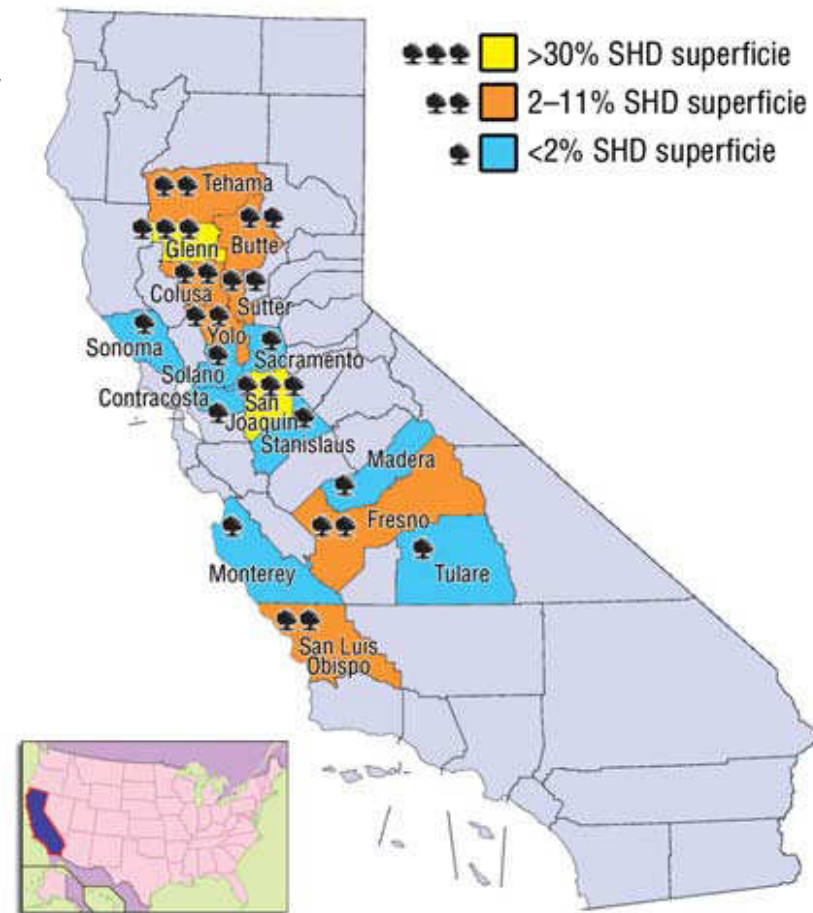 >30% SHD superficie
2–11% SHD superficie
<2% SHD superficie
Tehama
Glenn
Butte
Colusa
Sutter
Yolo
Sonoma
Sacramento
Solano
Contracosta
San
Joaquin
Stanislaus
Madera
Fresno
Monterey
Tulare
San Luis
Obispo